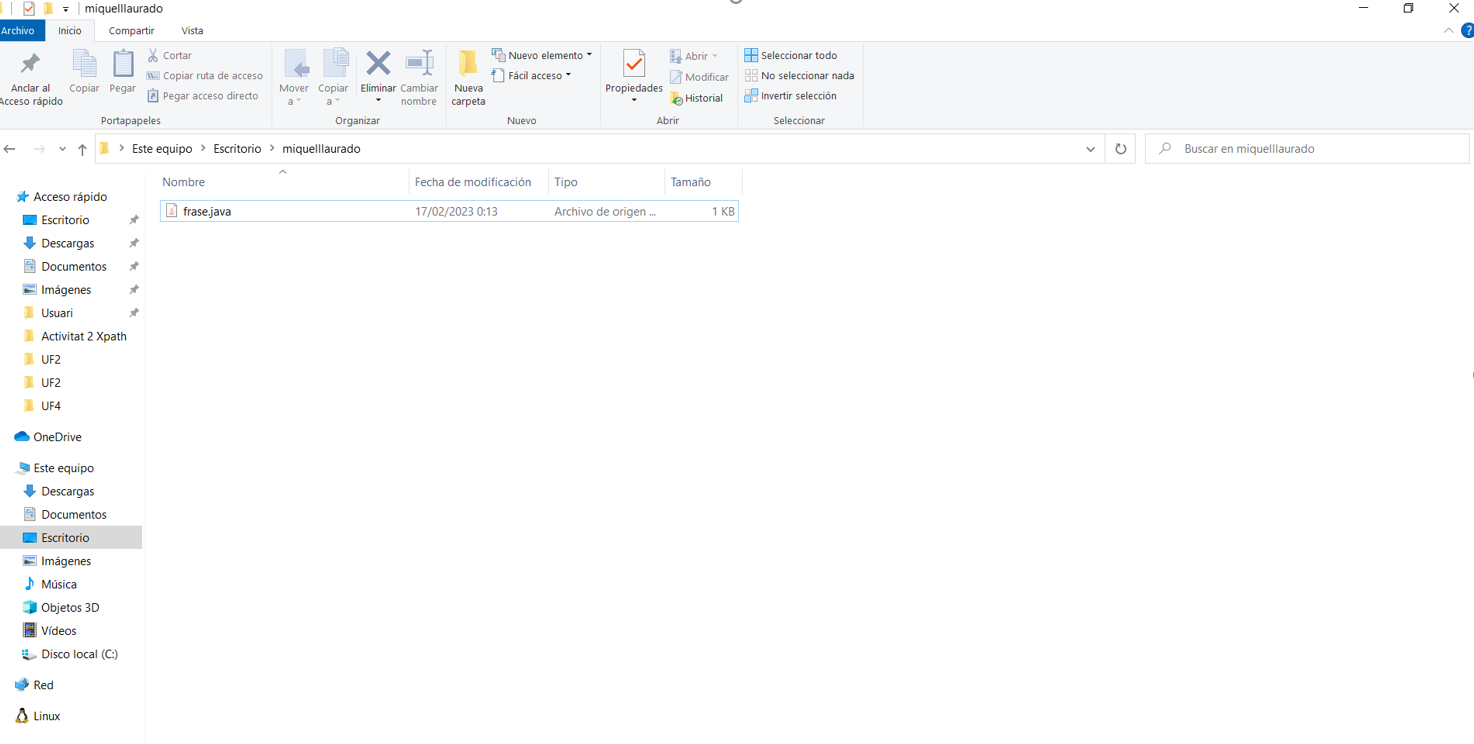 miquelllaurado
Archivo Inicio Compartir Vista
Anclar al
Acceso rápido
Copiar
Pegar
Cortar
Copiar ruta de acceso
Pegar acceso directo
Portapapeles
Mover
a
Copiar
a
Eliminar
Cambiar
nombre
Organizar
Nueva
carpeta
Nuevo elemento
Fácil acceso
Nuevo
Propiedades
Abrir
Modificar
Historial
Abrir
Seleccionar todo
No seleccionar nada
Invertir selección
Seleccionar
Este equipo Escritorio miquelllaurado
Buscar en miquelllaurado
Nombre Fecha de modificación Tipo Tamaño
frase.java 17/02/2023 0:13 Archivo de origen ... 1 KB
Acceso rápido
Escritorio
Descargas
Documentos
Imágenes
Usuari
Activitat 2 Xpath
UF2
UF2
UF4
OneDrive
Este equipo
Descargas
Documentos
Escritorio
Imágenes
Música
Objetos 3D
Vídeos
Disco local (C:)
Red
Linux